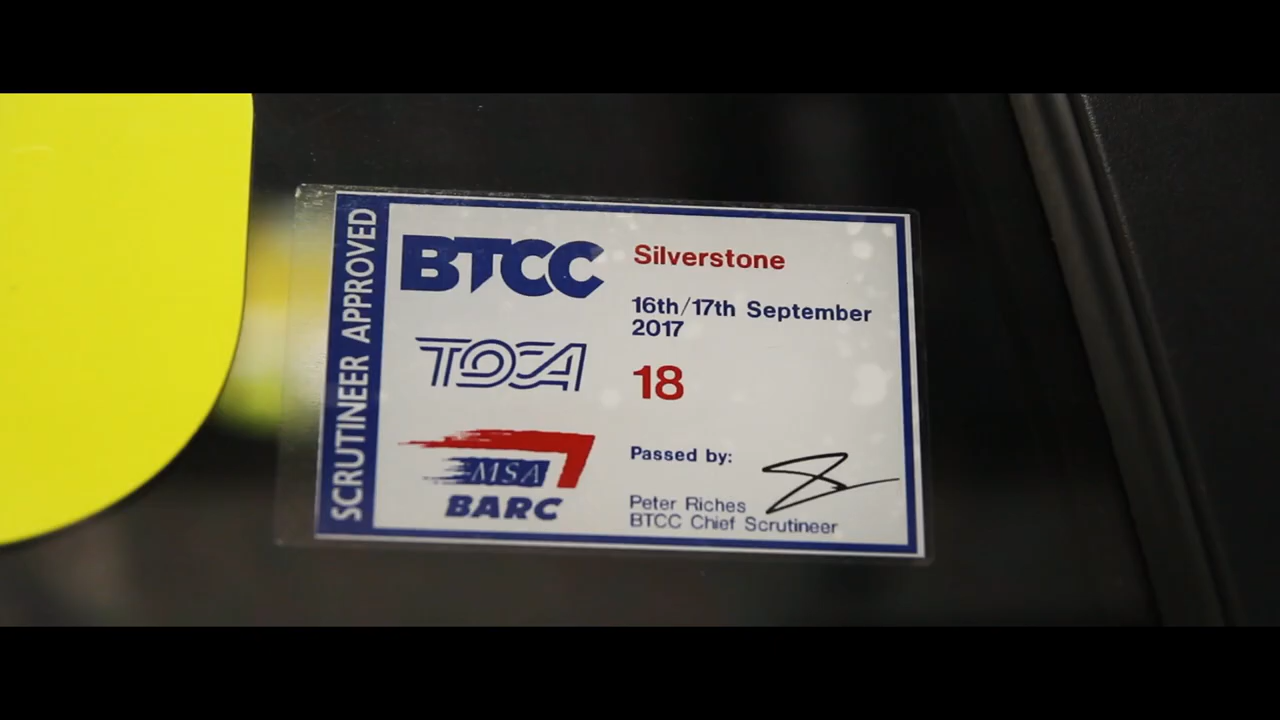 SCRUTINEER APPROVED
BTCC
TOCA
MSA
BARC
Silverstone
16th/17th September
2017
18
Passed by:
Peter Riches
BTCC Chief Scrutineer